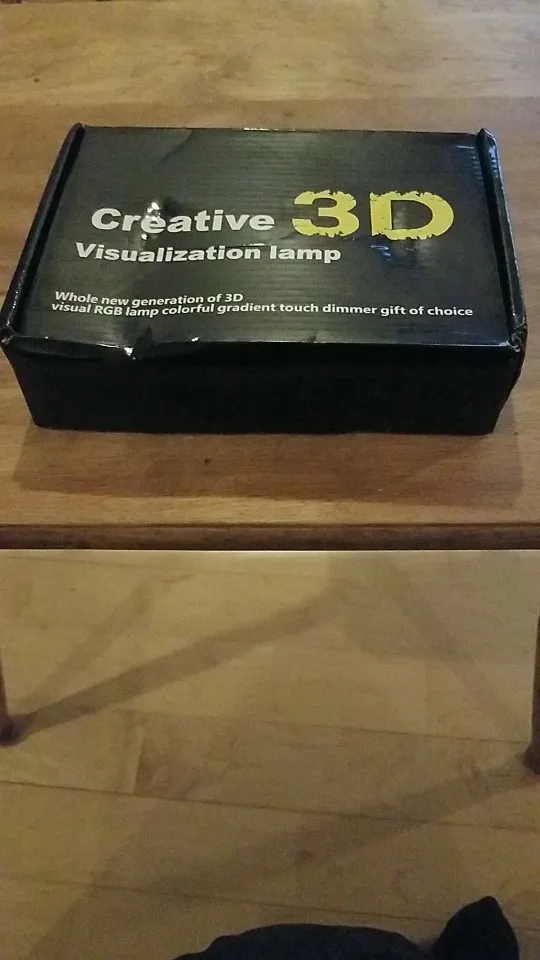 Creative 3D
Visualization lamp
Whole new generation of 3D
visual RGB lamp colorful gradient touch dimmer gift of choice